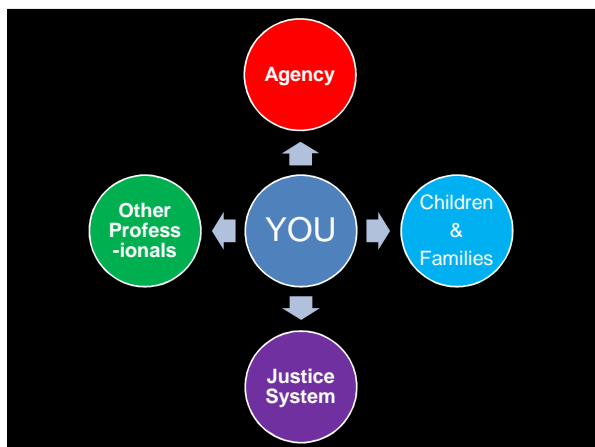 Agency
Other
Profess
-ionals
YOU
Children
&
Families
Justice
System